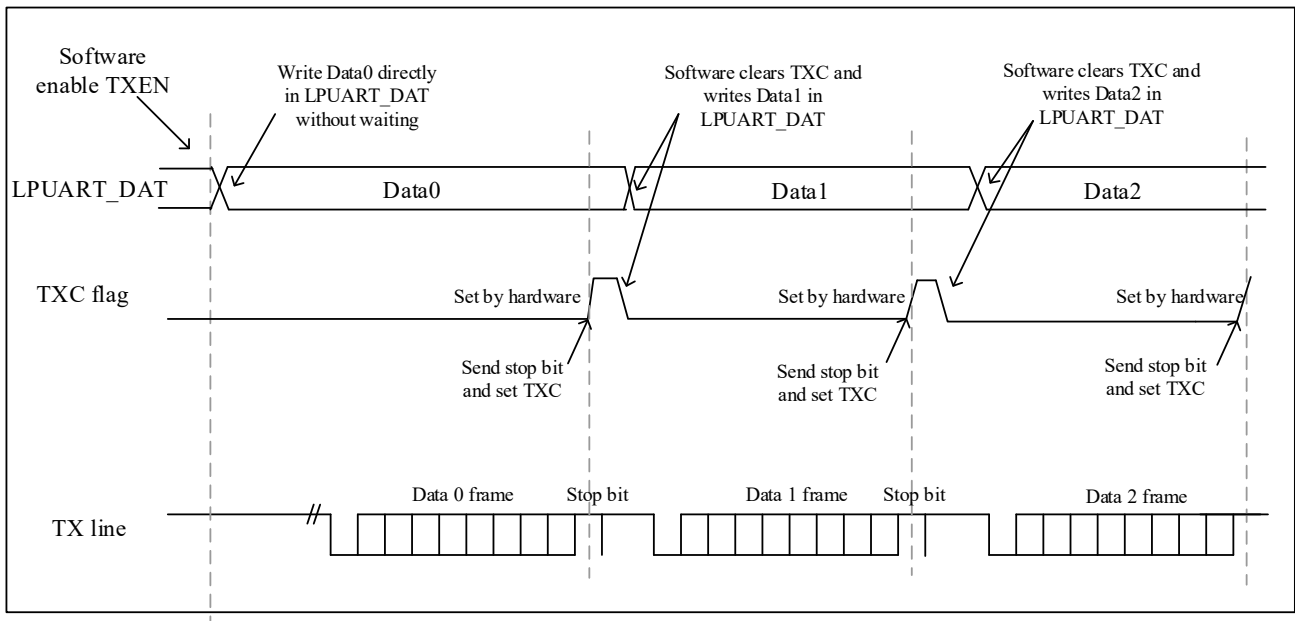 Software
enable TXEN
Write Data0 directly
in LPUART_DAT
without waiting
Software clears TXC and
writes Data1 in
LPUART_DAT
Software clears TXC and
writes Data2 in
LPUART_DAT
LPUART_DAT
Data0
Data1
Data2
TXC flag
Set by hardware
Set by hardware
Set by hardware
Send stop bit
and set TXC
Send stop bit
and set TXC
Send stop bit
and set TXC
Data 0 frame
Stop bit
Data 1 frame
Stop bit
Data 2 frame
TX line